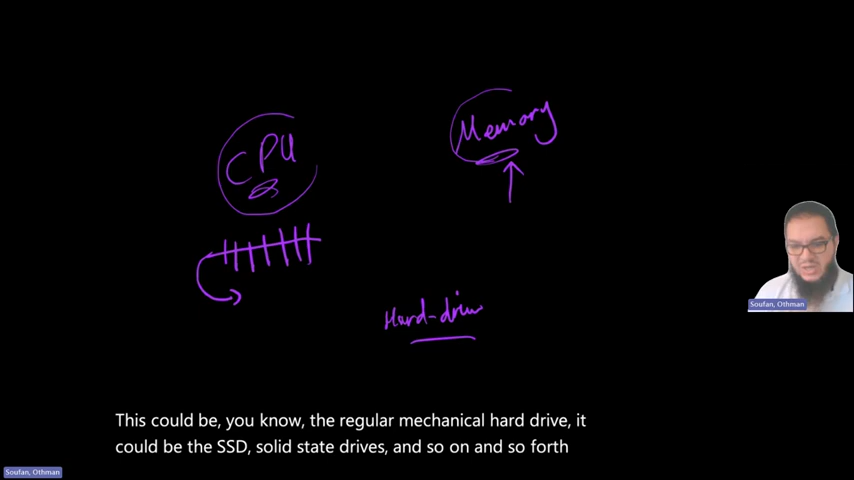 Memory
CPU
Hard-drive
Soufan, Othman
This could be, you know, the regular mechanical hard drive, it
could be the SSD, solid state drives, and so on and so forth
Soufan, Othman